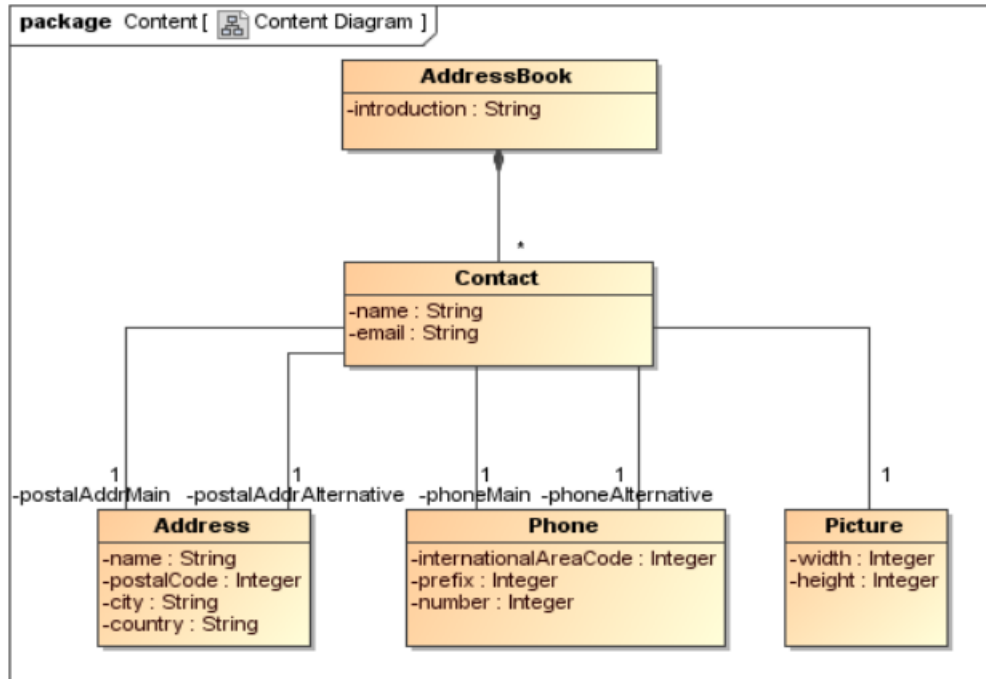 package Content [ Content Diagram ]
AddressBook
-introduction : String
*
Contact
-name : String
-email : String
1 1 1 1 1
-postalAddrMain -postalAddrAlternative -phoneMain -phoneAlternative
Address
-name : String
-postalCode : Integer
-city : String
-country : String
Phone
-internationalAreaCode : Integer
-prefix : Integer
-number : Integer
Picture
-width : Integer
-height : Integer